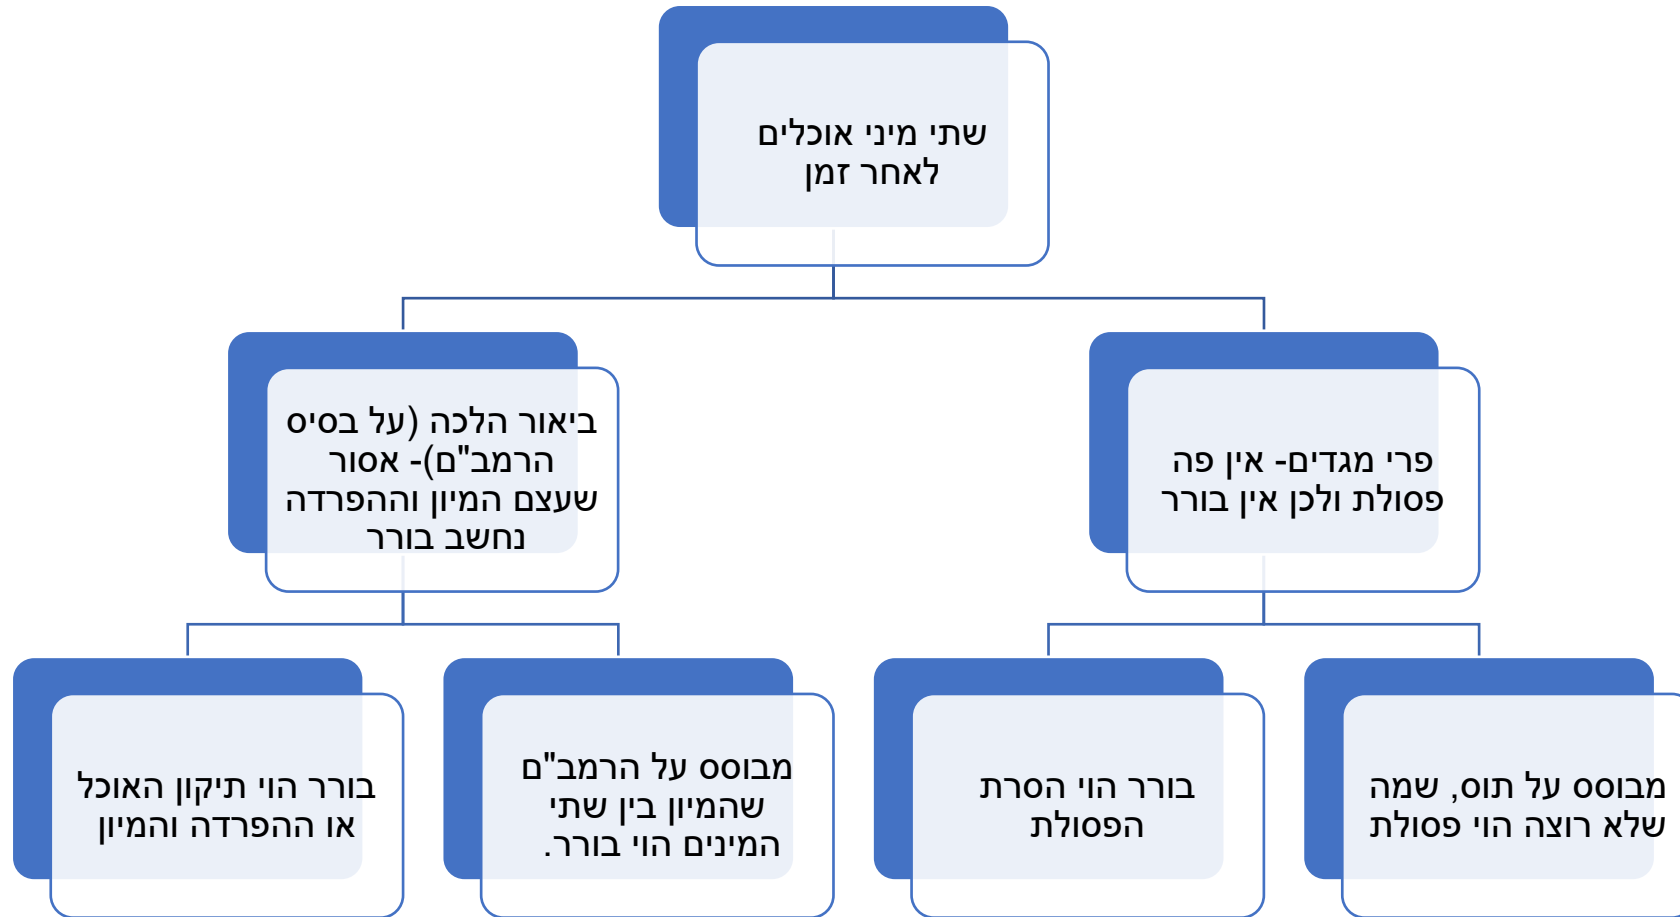 שתי מיני אוכלים
לאחר זמן
פרי מגדים- אין פה
פסולת ולכן אין בורר
ביאור הלכה (על בסיס
הרמב"ם)- אסור
שעצם המיון וההפרדה
נחשב בורר
מבוסס על תוס, שמה
שלא רוצה הוי פסולת
בורר הוי הסרת
הפסולת
מבוסס על הרמב"ם
שהמיון בין שתי
המינים הוי בורר.
בורר הוי תיקון האוכל
או ההפרדה והמיון